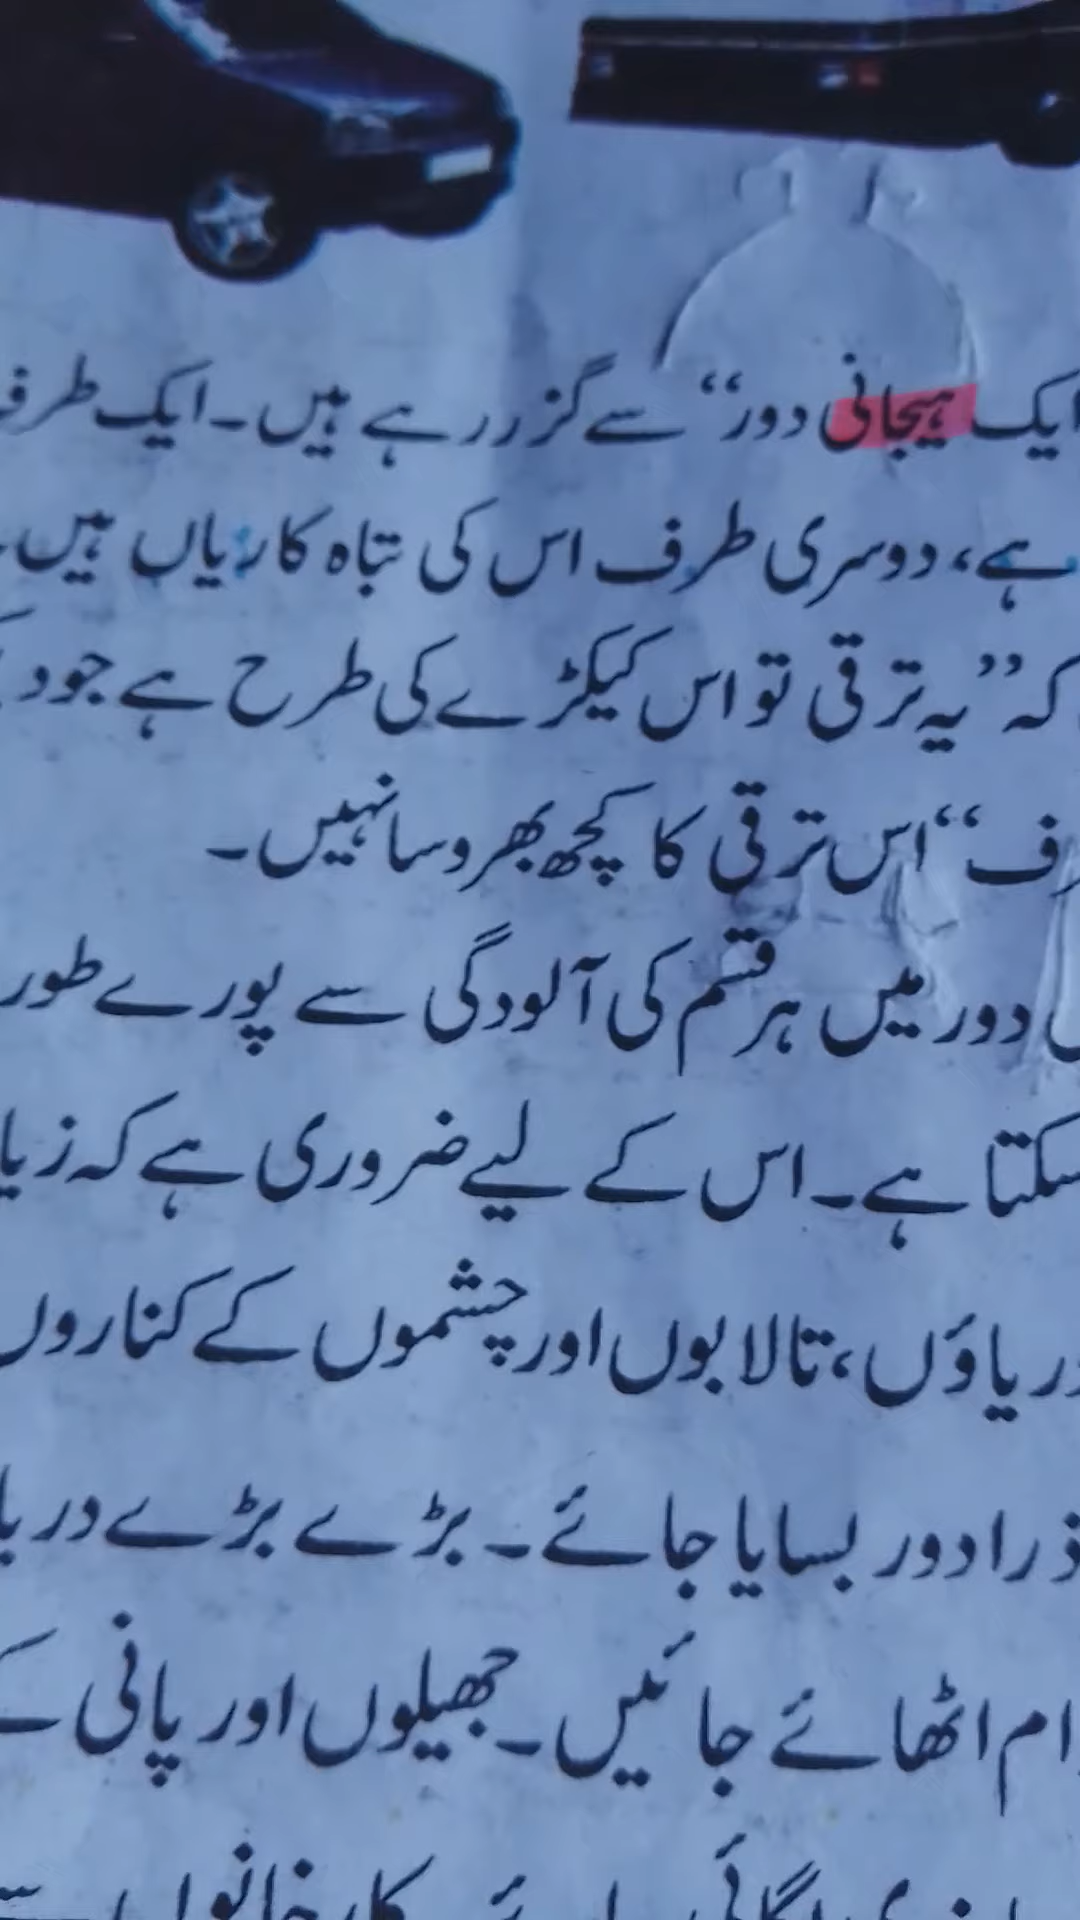 ایک ہیجانی دور“ سے گزر رہے ہیں۔ ایک طرف
ہے، دوسری طرف اس کی تباہ کاریاں ہیں۔
کہ ”یہ ترقی تو اس کیکڑے کی طرح ہے جو
“ اس ترقی کا کچھ بھروسا نہیں۔
دور میں ہر قسم کی آلودگی سے پورے طور
سکتا ہے۔ اس کے لیے ضروری ہے کہ
دریاؤں، تالابوں اور چشموں کے کناروں
ذرا دور بسایا جائے۔ بڑے بڑے
اٹھائے جائیں۔ جھیلوں اور پانی کے